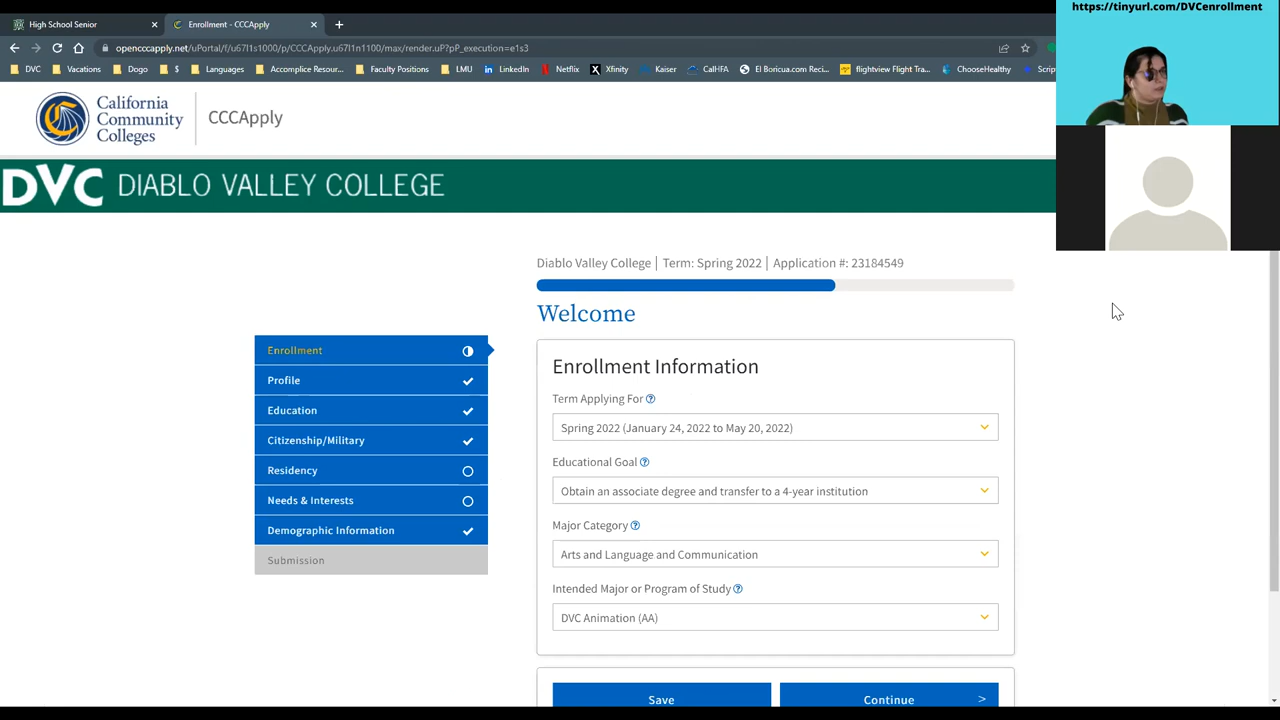 https://tinyurl.com/DVCenrollment
High School Senior
Enrollment - CCCApply
opencccapply.net/uPortal/f/u67l1s1000/p/CCCApply.u67l1n1100/max/render.uP?pP_execution=e1s3
DVC Vacations Dogo $ Languages Accomplice Resour... Faculty Positions LMU LinkedIn Netflix Xfinity Kaiser CalHFA El Boricua.com Reci... flightview Flight Tra... ChooseHealthy Scrip
California
Community
Colleges
CCCApply
DVC DIABLO VALLEY COLLEGE
Diablo Valley College | Term: Spring 2022 | Application #: 23184549
Welcome
Enrollment
Profile
Education
Citizenship/Military
Residency
Needs & Interests
Demographic Information
Submission
Enrollment Information
Term Applying For
Spring 2022 (January 24, 2022 to May 20, 2022)
Educational Goal
Obtain an associate degree and transfer to a 4-year institution
Major Category
Arts and Language and Communication
Intended Major or Program of Study
DVC Animation (AA)
Save
Continue >